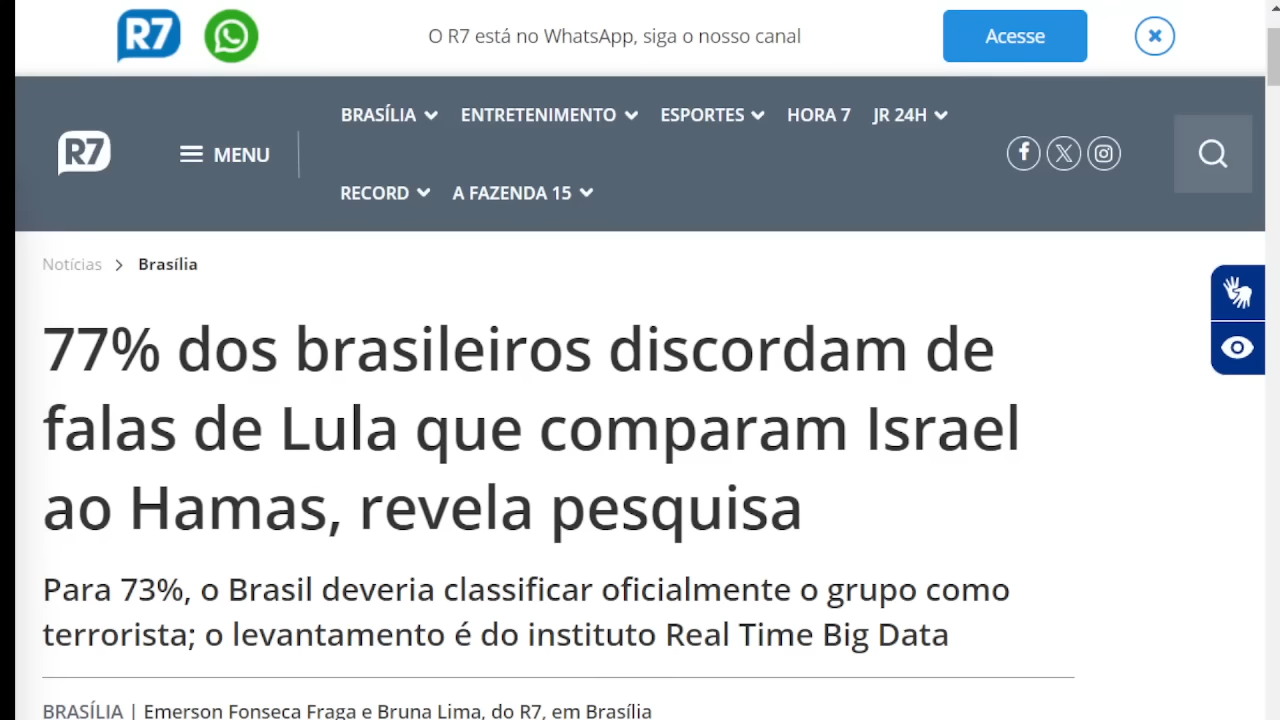 R7
O R7 está no WhatsApp, siga o nosso canal
Acesse
R7
MENU
BRASÍLIA
ENTRETENIMENTO
ESPORTES
HORA 7
JR 24H
RECORD
A FAZENDA 15
Notícias > Brasília
77% dos brasileiros discordam de
falas de Lula que comparam Israel
ao Hamas, revela pesquisa
Para 73%, o Brasil deveria classificar oficialmente o grupo como
terrorista; o levantamento é do instituto Real Time Big Data
BRASÍLIA | Emerson Fonseca Fraga e Bruna Lima, do R7, em Brasília